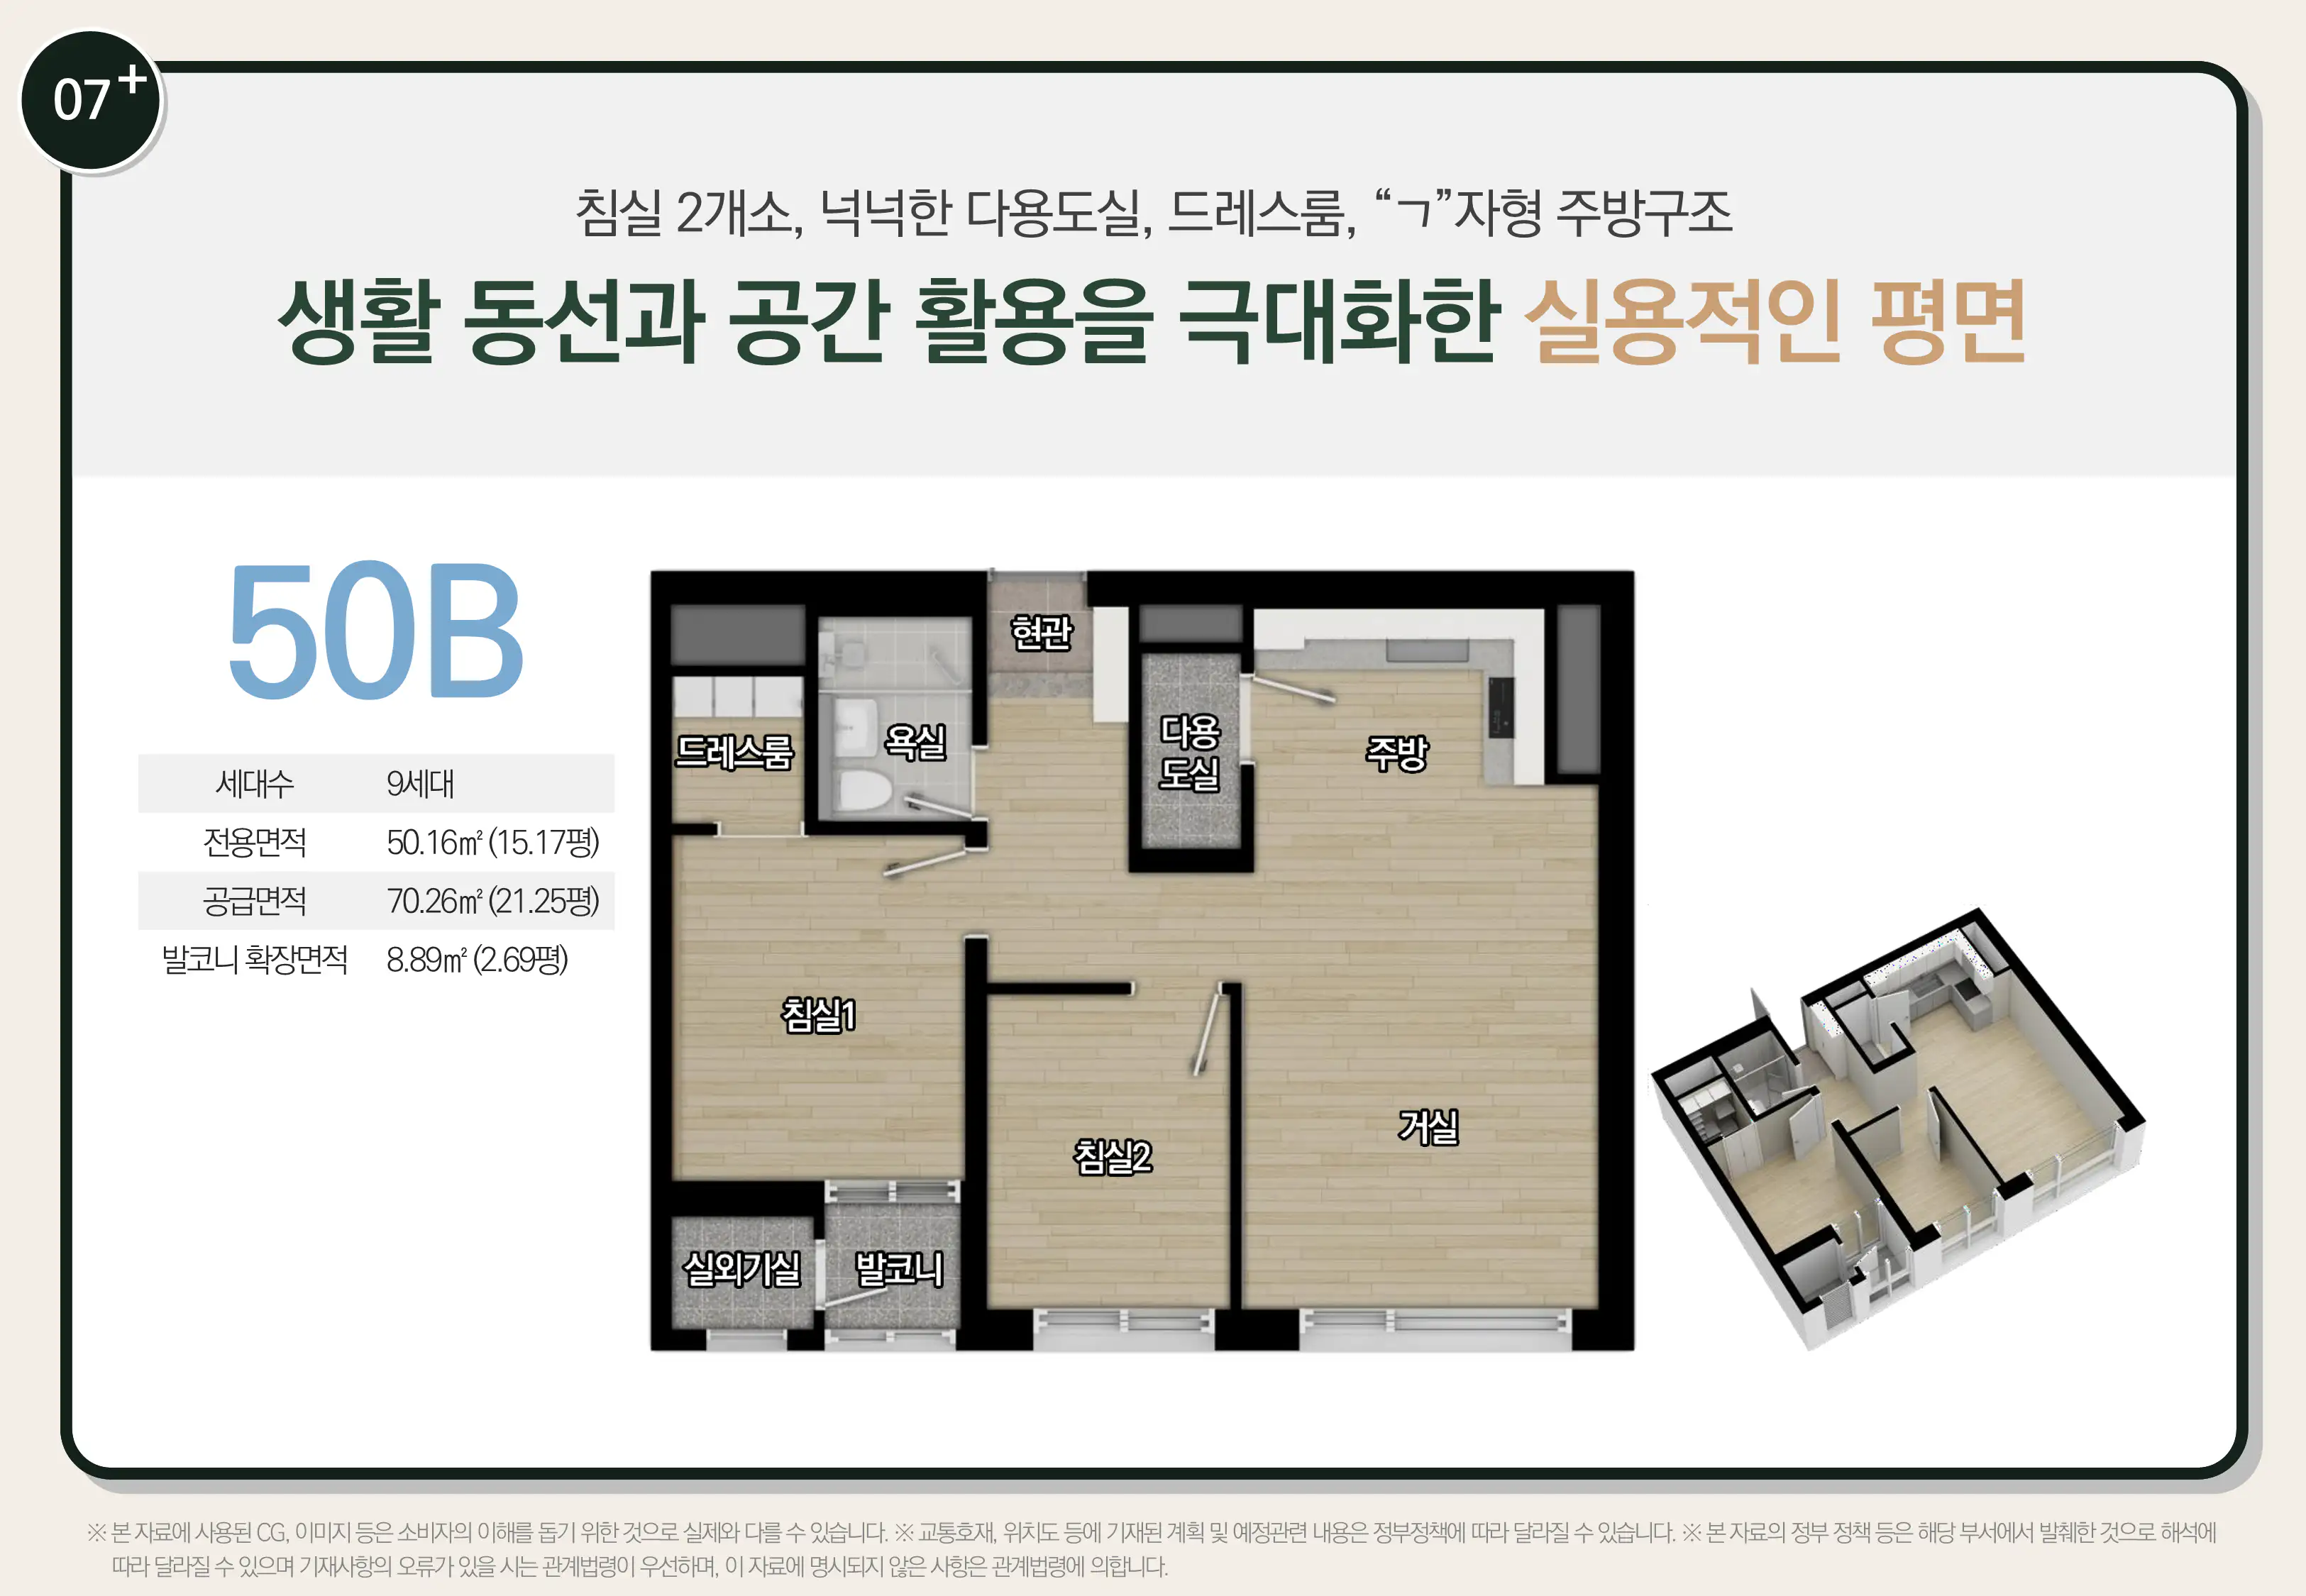 07+
침실 2개소, 넉넉한 다용도실, 드레스룸, “ㄱ”자형 주방구조
생활 동선과 공간 활용을 극대화한 실용적인 평면
50B
세대수 9세대
전용면적 50.16㎡ (15.17평)
공급면적 70.26㎡ (21.25평)
발코니 확장면적 8.89㎡ (2.69평)
현관
드레스룸
욕실
다용
도실
주방
침실1
침실2
거실
실외기실
발코니
※ 본 자료에 사용된 CG, 이미지 등은 소비자의 이해를 돕기 위한 것으로 실제와 다를 수 있습니다. ※ 교통호재, 위치도 등에 기재된 계획 및 예정관련 내용은 정부정책에 따라 달라질 수 있습니다. ※ 본 자료의 정부 정책 등은 해당 부서에서 발췌한 것으로 해석에
따라 달라질 수 있으며 기재사항의 오류가 있을 시는 관계법령이 우선하며, 이 자료에 명시되지 않은 사항은 관계법령에 의합니다.